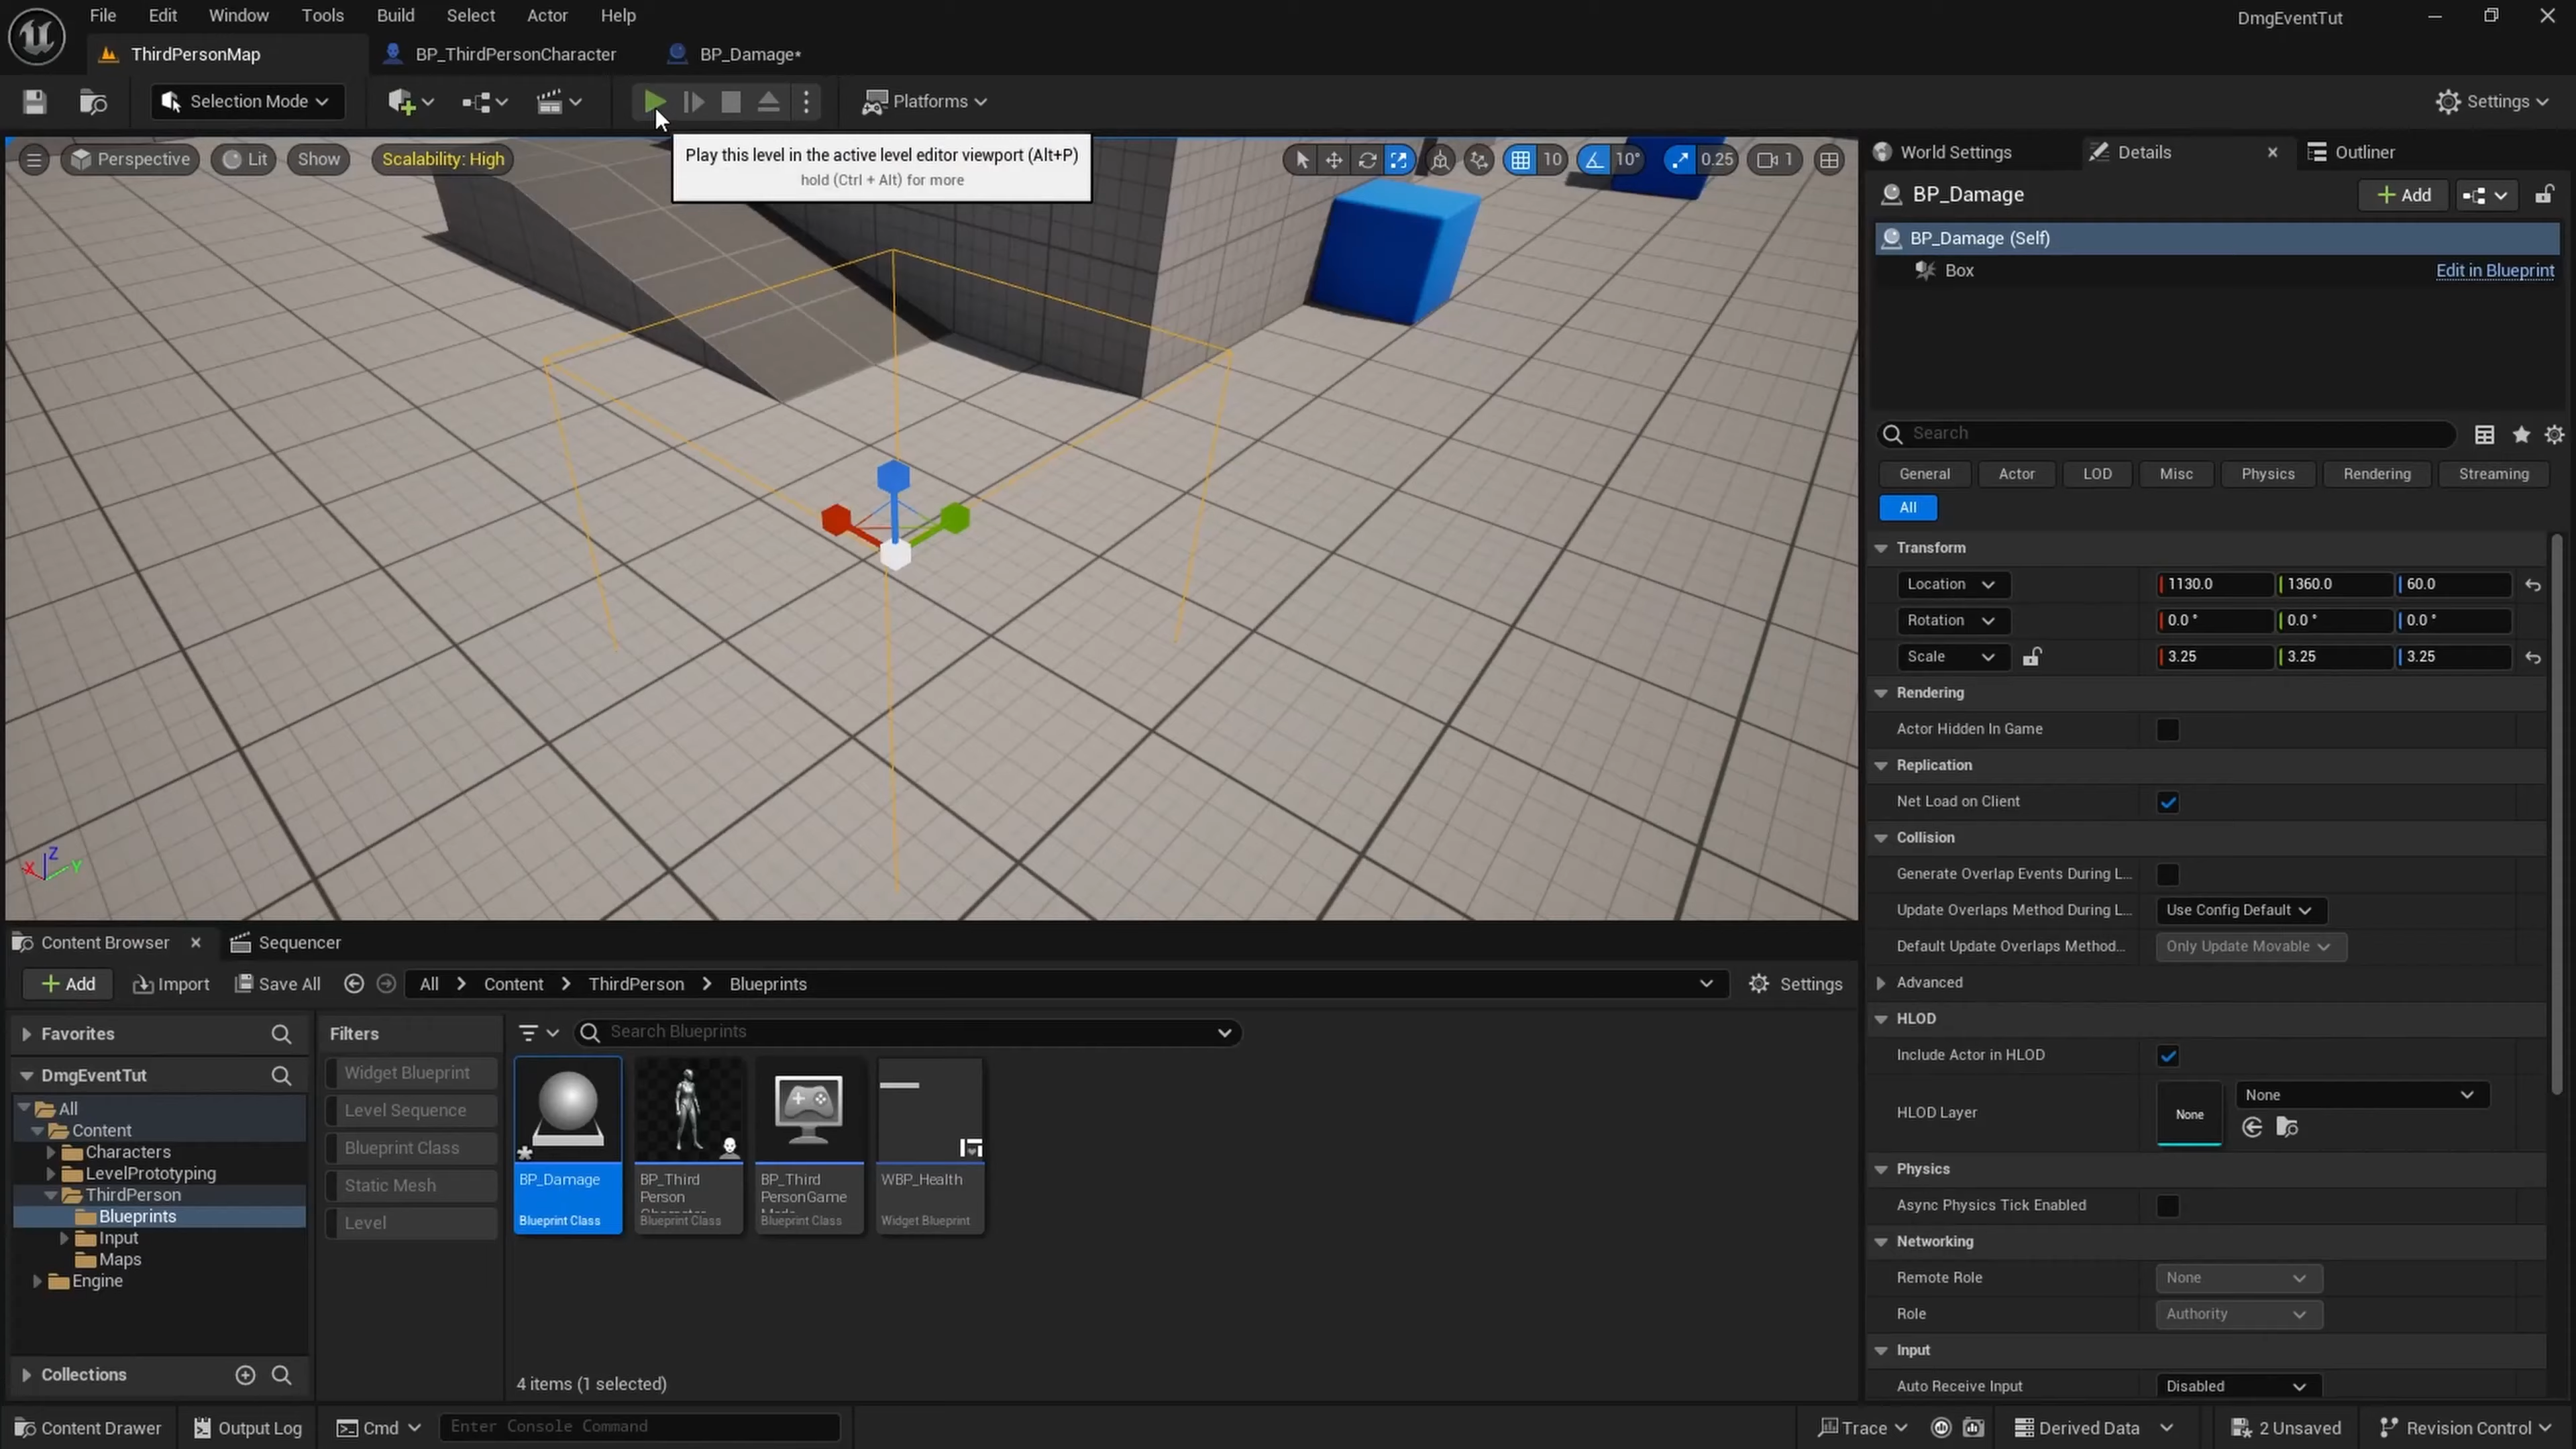 File Edit Window Tools Build Select Actor Help
DmgEventTut
ThirdPersonMap
BP_ThirdPersonCharacter
BP_Damage*
Selection Mode
Platforms
Settings
Play this level in the active level editor viewport (Alt+P)
hold (Ctrl + Alt) for more
Perspective
Lit
Show
Scalability: High
10
10°
0.25
1
World Settings
Details
Outliner
BP_Damage
Add
BP_Damage (Self)
Box
Edit in Blueprint
Search
General
Actor
LOD
Misc
Physics
Rendering
Streaming
All
Transform
Location 1130.0 1360.0 60.0
Rotation 0.0 ° 0.0 ° 0.0 °
Scale 3.25 3.25 3.25
Rendering
Actor Hidden In Game
Replication
Net Load on Client
Collision
Generate Overlap Events During L...
Update Overlaps Method During L... Use Config Default
Default Update Overlaps Method... Only Update Movable
Advanced
HLOD
Include Actor in HLOD
HLOD Layer
None
None
Physics
Async Physics Tick Enabled
Networking
Remote Role None
Role Authority
Input
Auto Receive Input Disabled
X Z Y
Content Browser
Sequencer
Add
Import
Save All
All > Content > ThirdPerson > Blueprints
Settings
Favorites
DmgEventTut
All
Content
Characters
LevelPrototyping
ThirdPerson
Blueprints
Input
Maps
Engine
Collections
Filters
Widget Blueprint
Level Sequence
Blueprint Class
Static Mesh
Level
Search Blueprints
BP_Damage
Blueprint Class
BP_Third
Person
Blueprint Class
BP_Third
PersonGame
Blueprint Class
WBP_Health
Widget Blueprint
4 items (1 selected)
Content Drawer
Output Log
Cmd
Enter Console Command
Trace
Derived Data
2 Unsaved
Revision Control